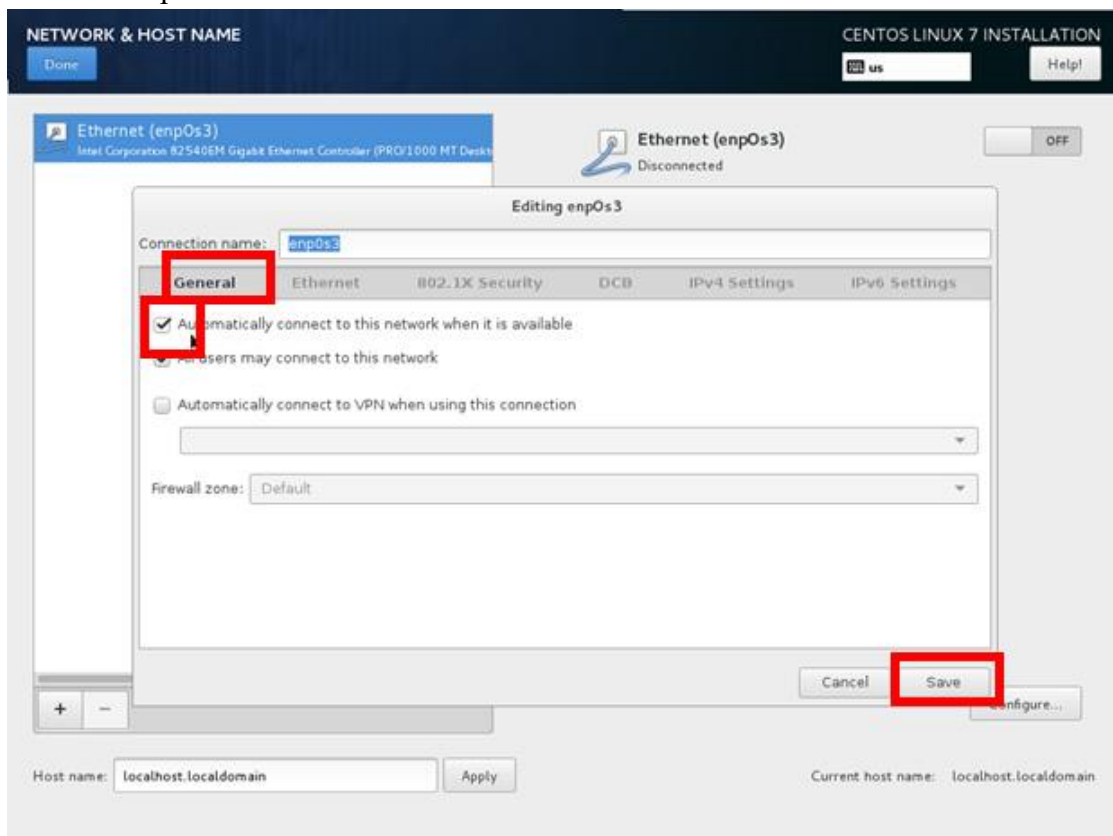 NETWORK & HOST NAME
CENTOS LINUX 7 INSTALLATION
Done
us
Help!
Ethernet (enp0s3)
Intel Corporation 82540EM Gigabit Ethernet Controller (PRO/1000 MT Deskt
Ethernet (enp0s3)
OFF
Disconnected
Editing enp0s3
Connection name: enp0s3
General Ethernet 802.1X Security DCB IPv4 Settings IPv6 Settings
Automatically connect to this network when it is available
users may connect to this network
Automatically connect to VPN when using this connection
Firewall zone: Default
Cancel Save
+ -
Host name: localhost.localdomain
Apply
Current host name: localhost.localdomain